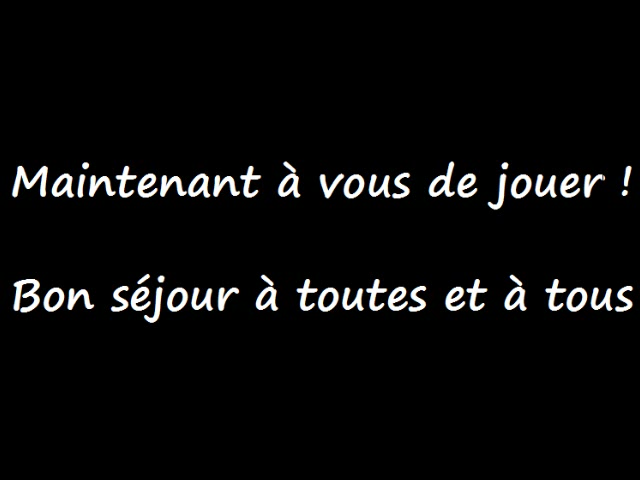 Maintenant à vous de jouer !
Bon séjour à toutes et à tous